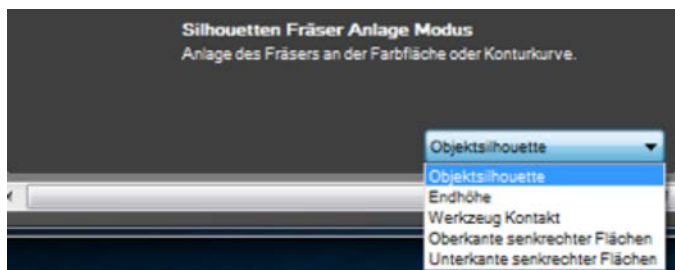 Silhouetten Fräser Anlage Modus
Anlage des Fräsers an der Farbfläche oder Konturkurve.
Objektsilhouette
Objektsilhouette
Endhöhe
Werkzeug Kontakt
Oberkante senkrechter Flächen
Unterkante senkrechter Flächen